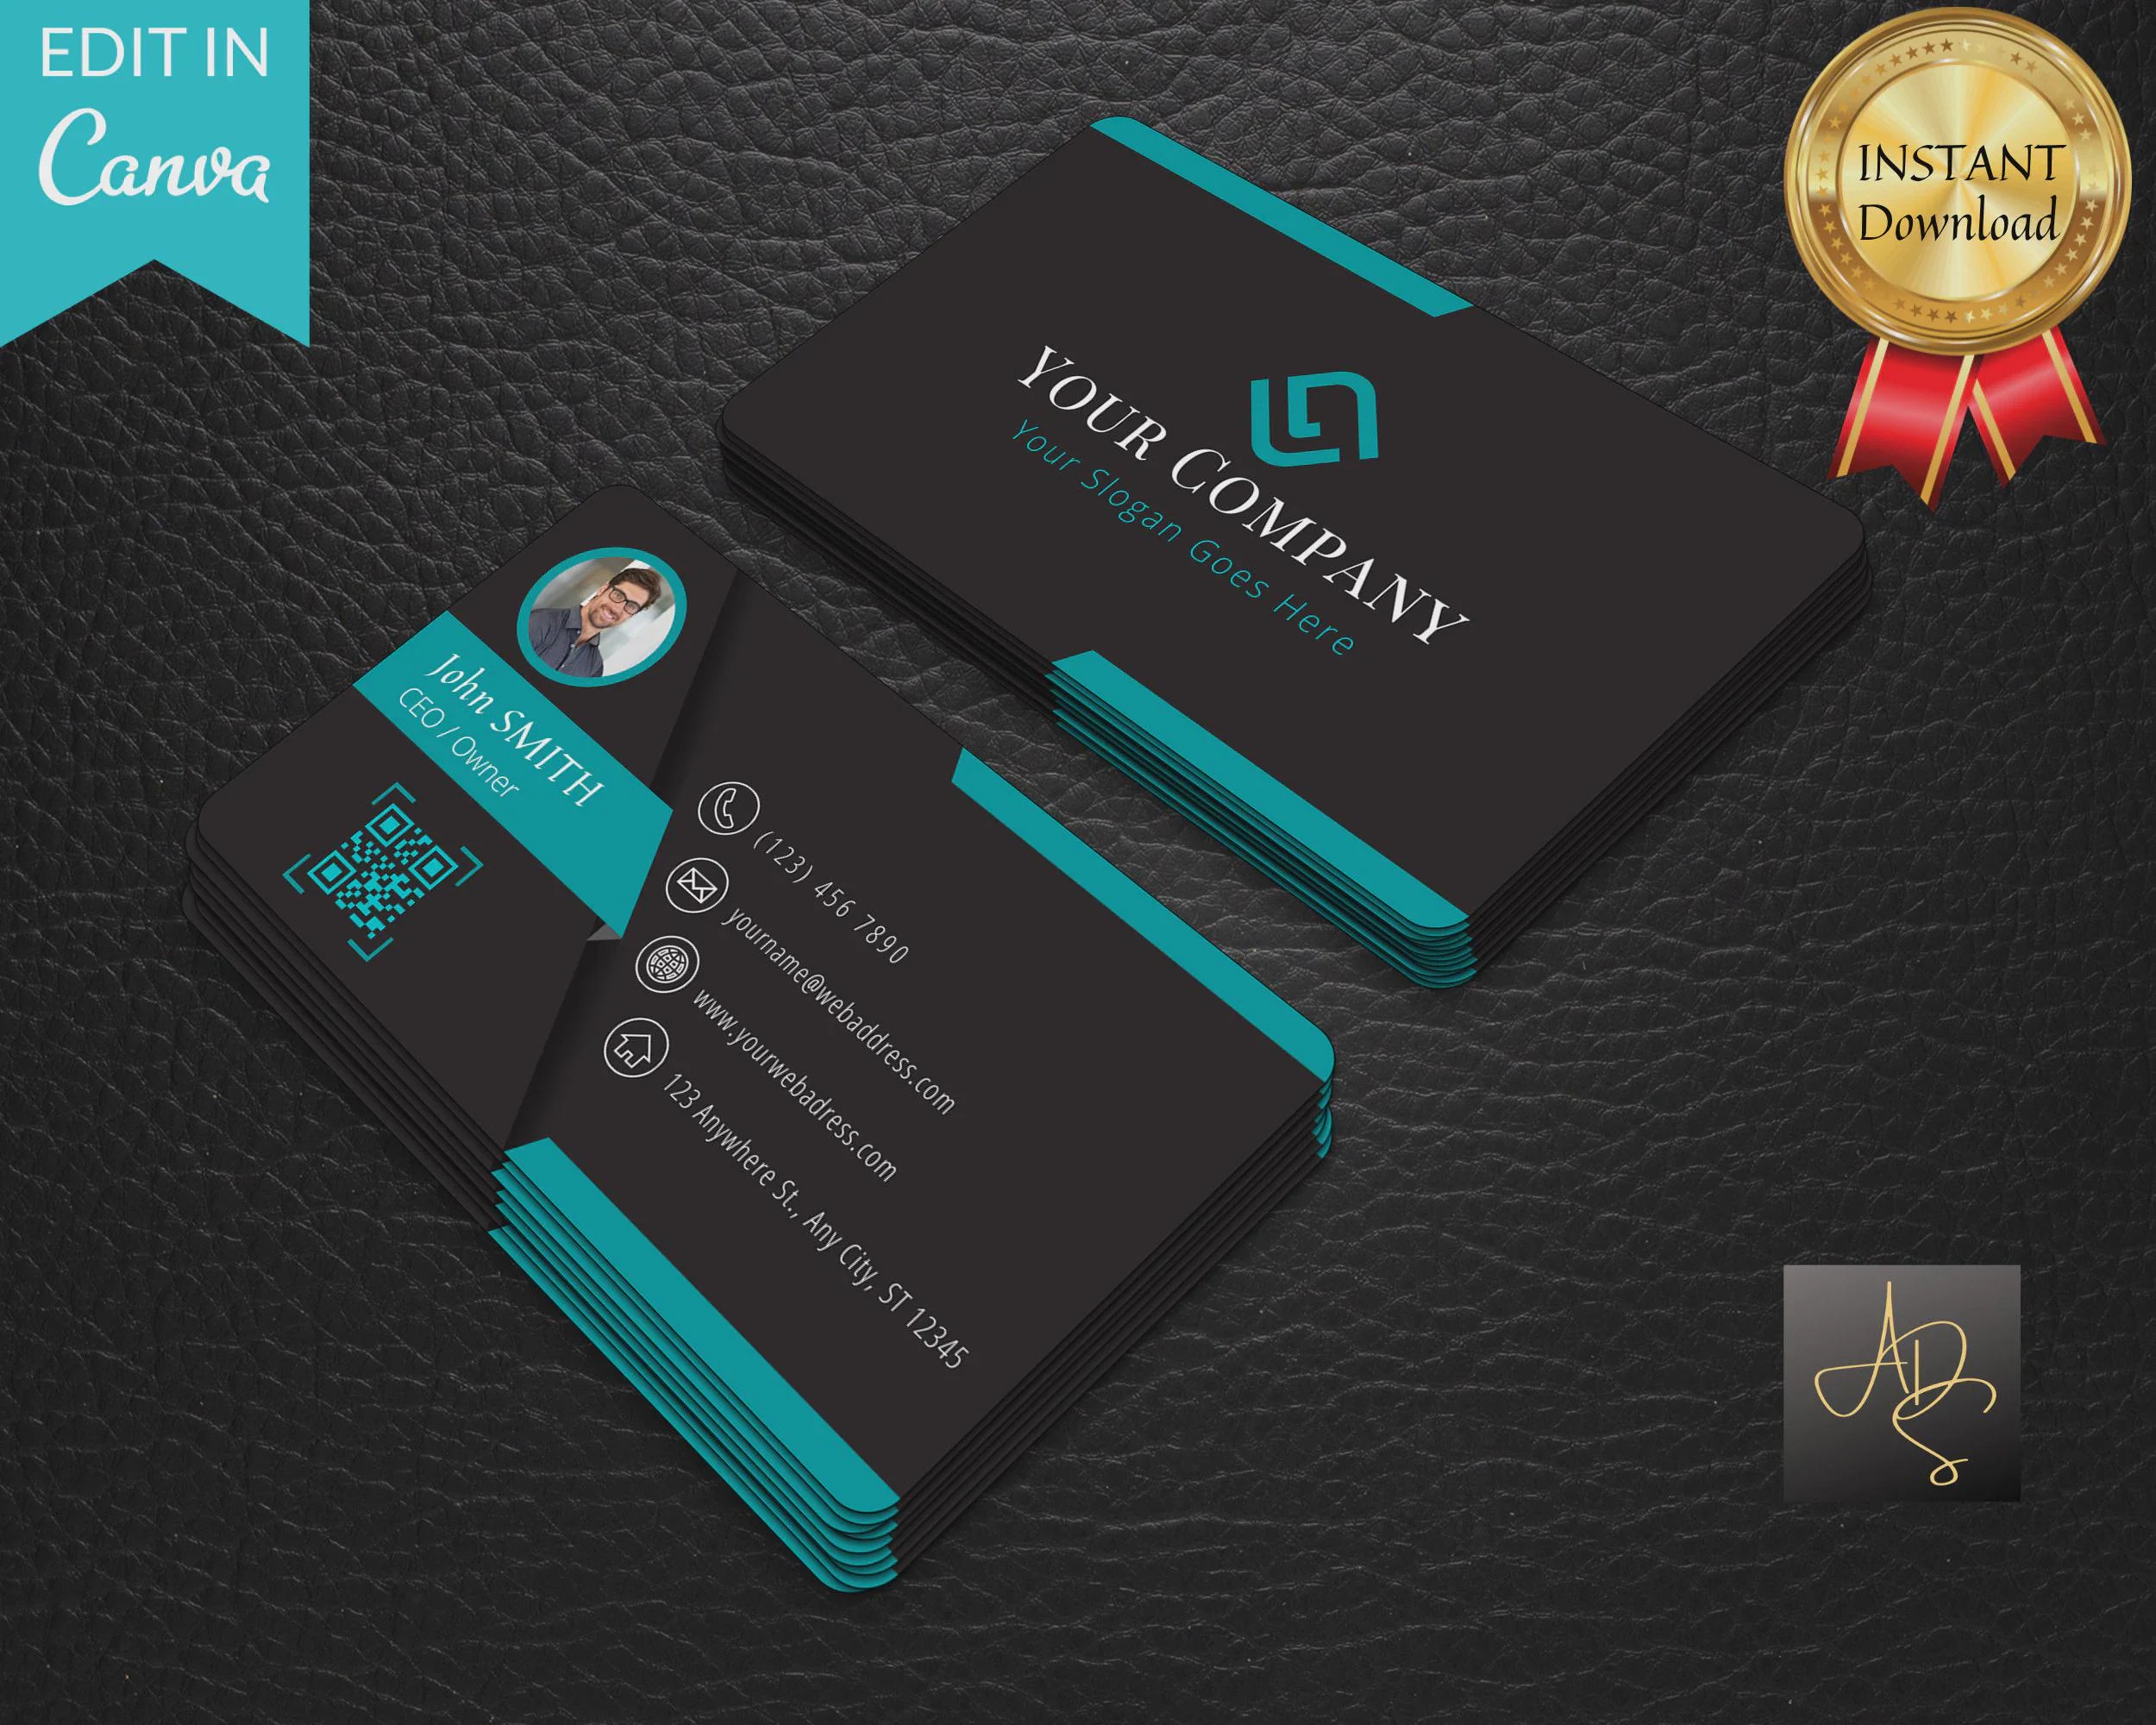 EDIT IN
Canva
INSTANT
Download
YOUR COMPANY
Your Slogan Goes Here
John SMITH
CEO / Owner
(123) 456 7890
yourname@webaddress.com
www.yourwebadress.com
123 Anywhere St., Any City, ST 12345
ADS